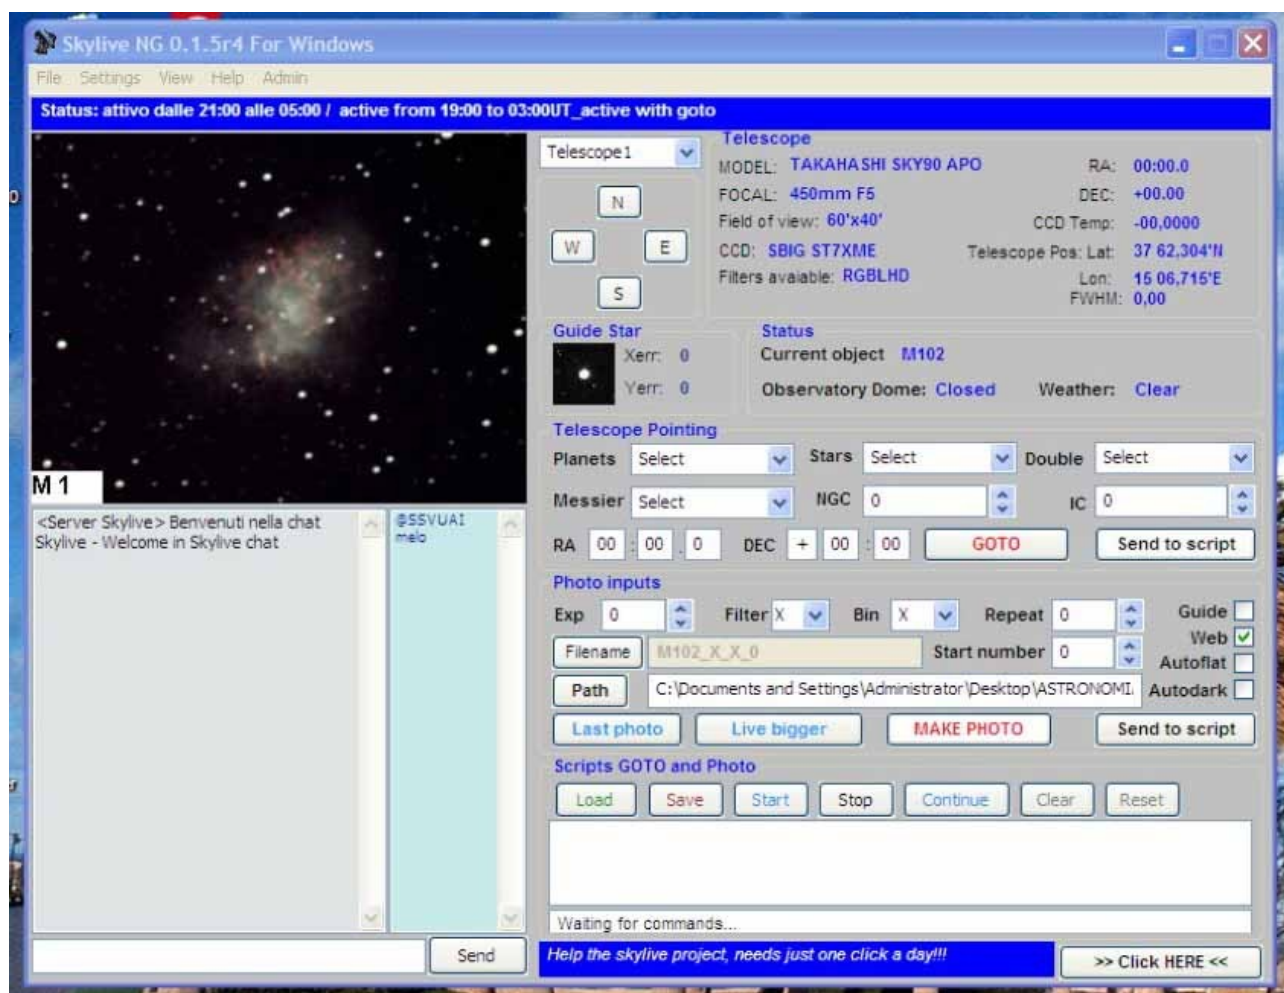 Skylive NG 0.1.5r4 For Windows
File Settings View Help Admin
Status: attivo dalle 21:00 alle 05:00 / active from 19:00 to 03:00UT_active with goto
M 1
<Server Skylive> Benvenuti nella chat
Skylive - Welcome in Skylive chat
@SSVUAI
melo
Send
Telescope1
N
W E
S
Telescope
MODEL: TAKAHASHI SKY90 APO RA: 00:00.0
FOCAL: 450mm F5 DEC: +00.00
Field of view: 60'x40' CCD Temp: -00,0000
CCD: SBIG ST7XME Telescope Pos: Lat: 37 62,304'N
Filters avaiable: RGBLHD Lon: 15 06,715'E
FWHM: 0,00
Guide Star
Xerr: 0
Yerr: 0
Status
Current object M102
Observatory Dome: Closed Weather: Clear
Telescope Pointing
Planets Select Stars Select Double Select
Messier Select NGC 0 IC 0
RA 00 : 00 . 0 DEC + 00 : 00 GOTO Send to script
Photo inputs
Exp 0 Filter X Bin X Repeat 0 Guide
Web
Filename M102_X_X_0 Start number 0 Autoflat
Path C:\Documents and Settings\Administrator\Desktop\ASTRONOMI. Autodark
Last photo Live bigger MAKE PHOTO Send to script
Scripts GOTO and Photo
Load Save Start Stop Continue Clear Reset
Waiting for commands...
Help the skylive project, needs just one click a day!!!
>> Click HERE <<